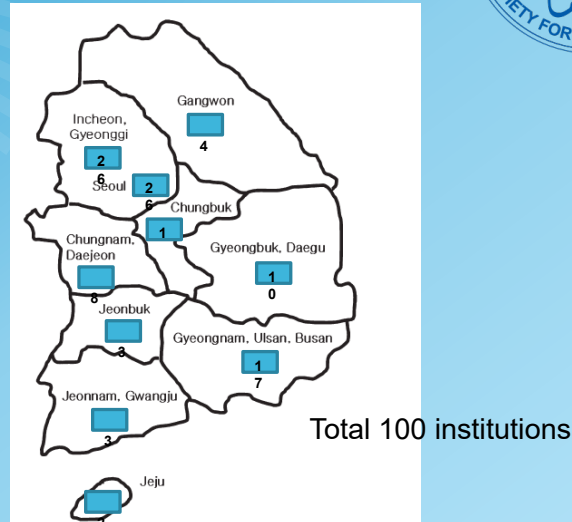 IETY FOR
Gangwon
4
Incheon,
Gyeonggi
2
6
Seoul
2
6
Chungbuk
1
Chungnam,
Daejeon
8
Gyeongbuk, Daegu
1
0
Jeonbuk
3
Gyeongnam, Ulsan, Busan
1
7
Jeonnam, Gwangju
3
Total 100 institutions
Jeju